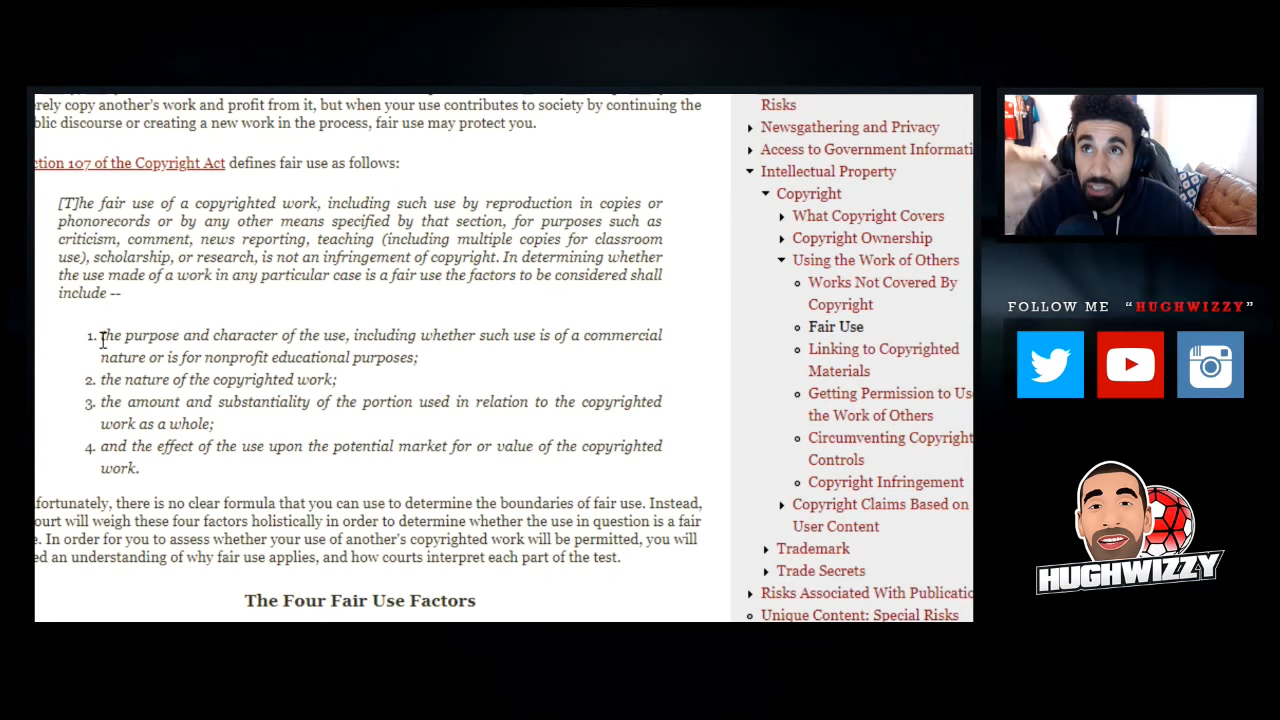 erely copy another's work and profit from it, but when your use contributes to society by continuing the
blic discourse or creating a new work in the process, fair use may protect you.
ction 107 of the Copyright Act defines fair use as follows:
[T]he fair use of a copyrighted work, including such use by reproduction in copies or
phonorecords or by any other means specified by that section, for purposes such as
criticism, comment, news reporting, teaching (including multiple copies for classroom
use), scholarship, or research, is not an infringement of copyright. In determining whether
the use made of a work in any particular case is a fair use the factors to be considered shall
include --
1. the purpose and character of the use, including whether such use is of a commercial
nature or is for nonprofit educational purposes;
2. the nature of the copyrighted work;
3. the amount and substantiality of the portion used in relation to the copyrighted
work as a whole;
4. and the effect of the use upon the potential market for or value of the copyrighted
work.
fortunately, there is no clear formula that you can use to determine the boundaries of fair use. Instead,
ourt will weigh these four factors holistically in order to determine whether the use in question is a fair
e. In order for you to assess whether your use of another's copyrighted work will be permitted, you will
ed an understanding of why fair use applies, and how courts interpret each part of the test.
The Four Fair Use Factors
Risks
Newsgathering and Privacy
Access to Government Informati
Intellectual Property
Copyright
What Copyright Covers
Copyright Ownership
Using the Work of Others
Works Not Covered By
Copyright
Fair Use
Linking to Copyrighted
Materials
Getting Permission to Us
the Work of Others
Circumventing Copyright
Controls
Copyright Infringement
Copyright Claims Based on
User Content
Trademark
Trade Secrets
Risks Associated With Publicatio
Unique Content: Special Risks
FOLLOW ME "HUGHWIZZY"
HUGHWIZZY